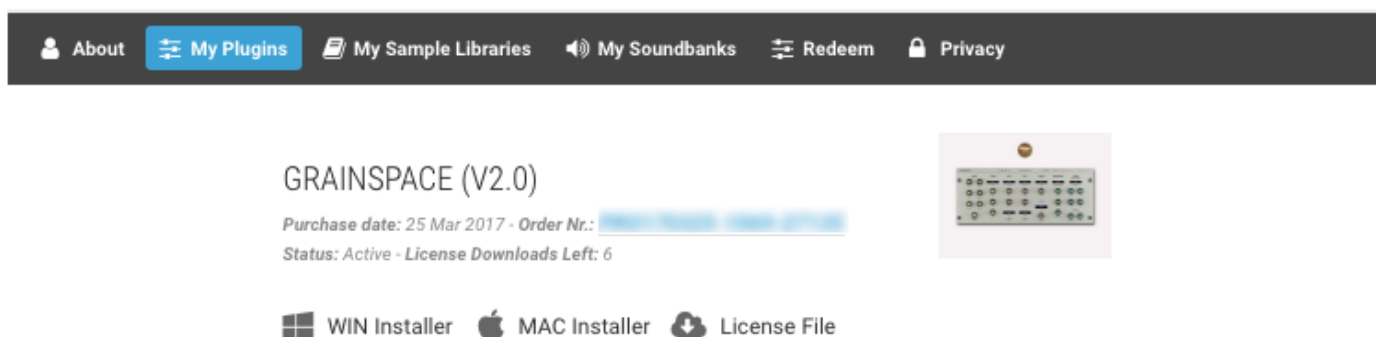 About My Plugins My Sample Libraries My Soundbanks Redeem Privacy
GRAINSPACE (V2.0)
Purchase date: 25 Mar 2017 - Order Nr.:
Status: Active - License Downloads Left: 6
WIN Installer MAC Installer License File